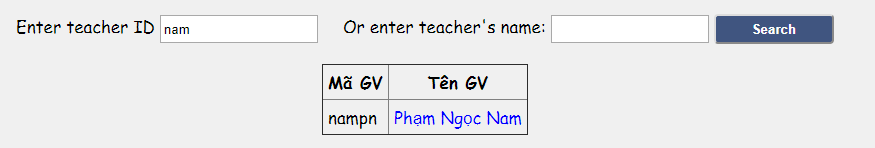 Enter teacher ID nam Or enter teacher's name: Search
Mã GV Tên GV
nampn Phạm Ngọc Nam